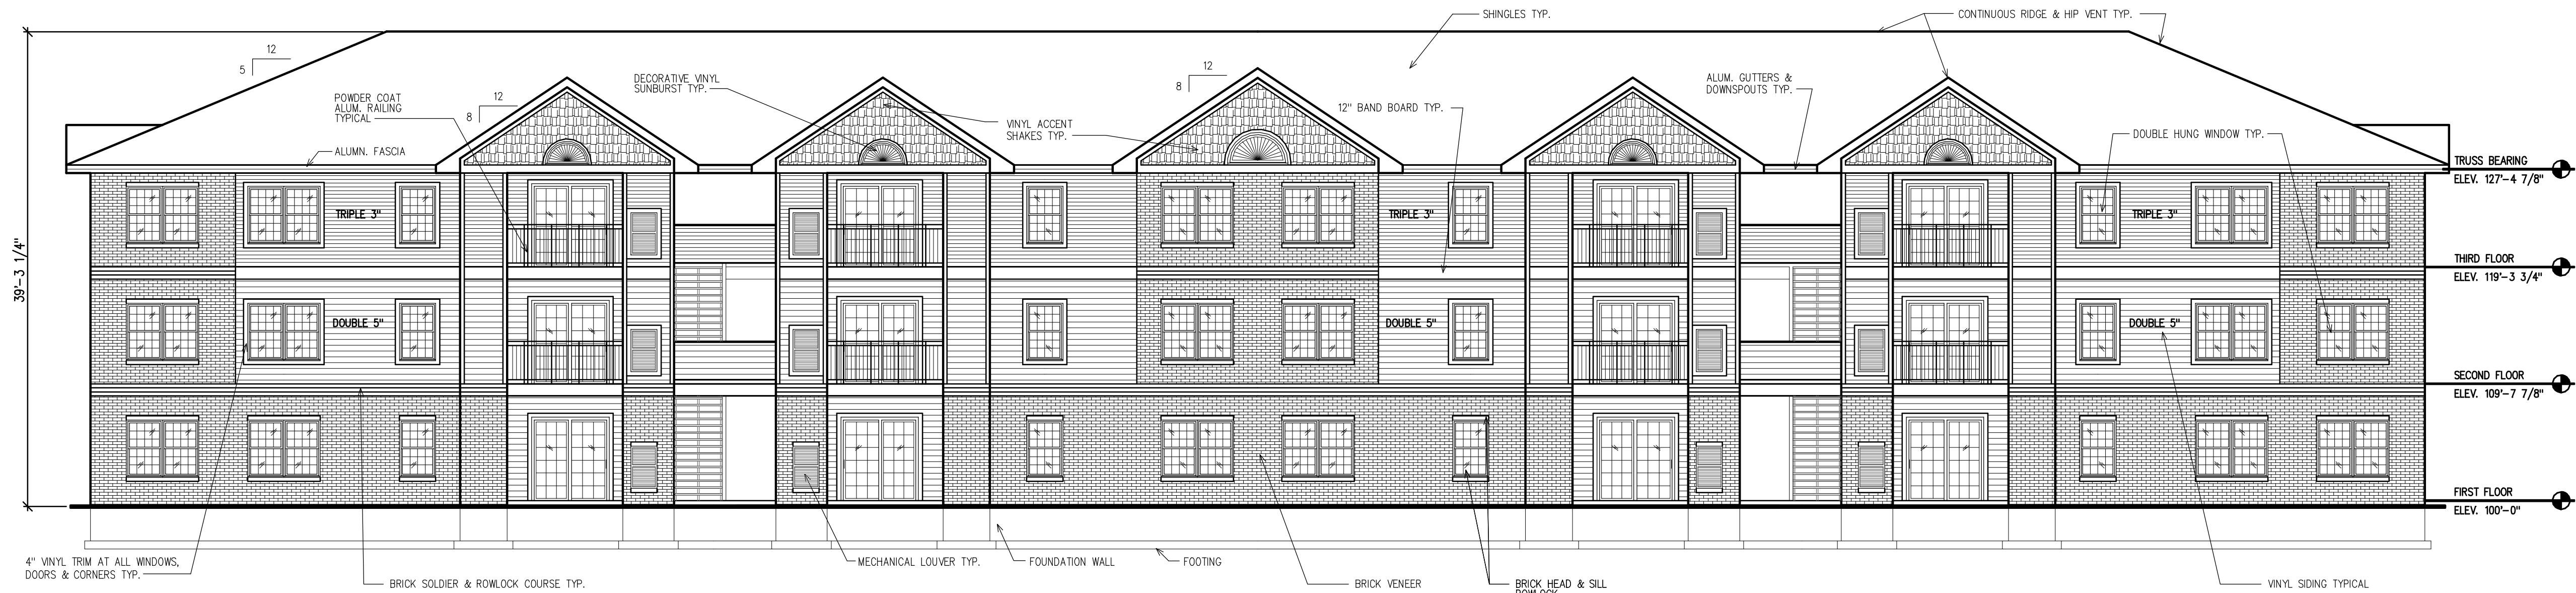 SHINGLES TYP.
CONTINUOUS RIDGE & HIP VENT TYP.
12
5
12
8
12
8
DECORATIVE VINYL
SUNBURST TYP.
POWDER COAT
ALUM. RAILING
TYPICAL
ALUM. GUTTERS &
DOWNSPOUTS TYP.
12" BAND BOARD TYP.
VINYL ACCENT
SHAKES TYP.
DOUBLE HUNG WINDOW TYP.
ALUMN. FASCIA
TRUSS BEARING
ELEV. 127'-4 7/8"
TRIPLE 3"
TRIPLE 3"
TRIPLE 3"
39'-3 1/4"
THIRD FLOOR
ELEV. 119'-3 3/4"
DOUBLE 5"
DOUBLE 5"
DOUBLE 5"
SECOND FLOOR
ELEV. 109'-7 7/8"
FIRST FLOOR
ELEV. 100'-0"
4" VINYL TRIM AT ALL WINDOWS,
DOORS & CORNERS TYP.
BRICK SOLDIER & ROWLOCK COURSE TYP.
MECHANICAL LOUVER TYP.
FOUNDATION WALL
FOOTING
BRICK VENEER
BRICK HEAD & SILL
ROWLOCK
VINYL SIDING TYPICAL